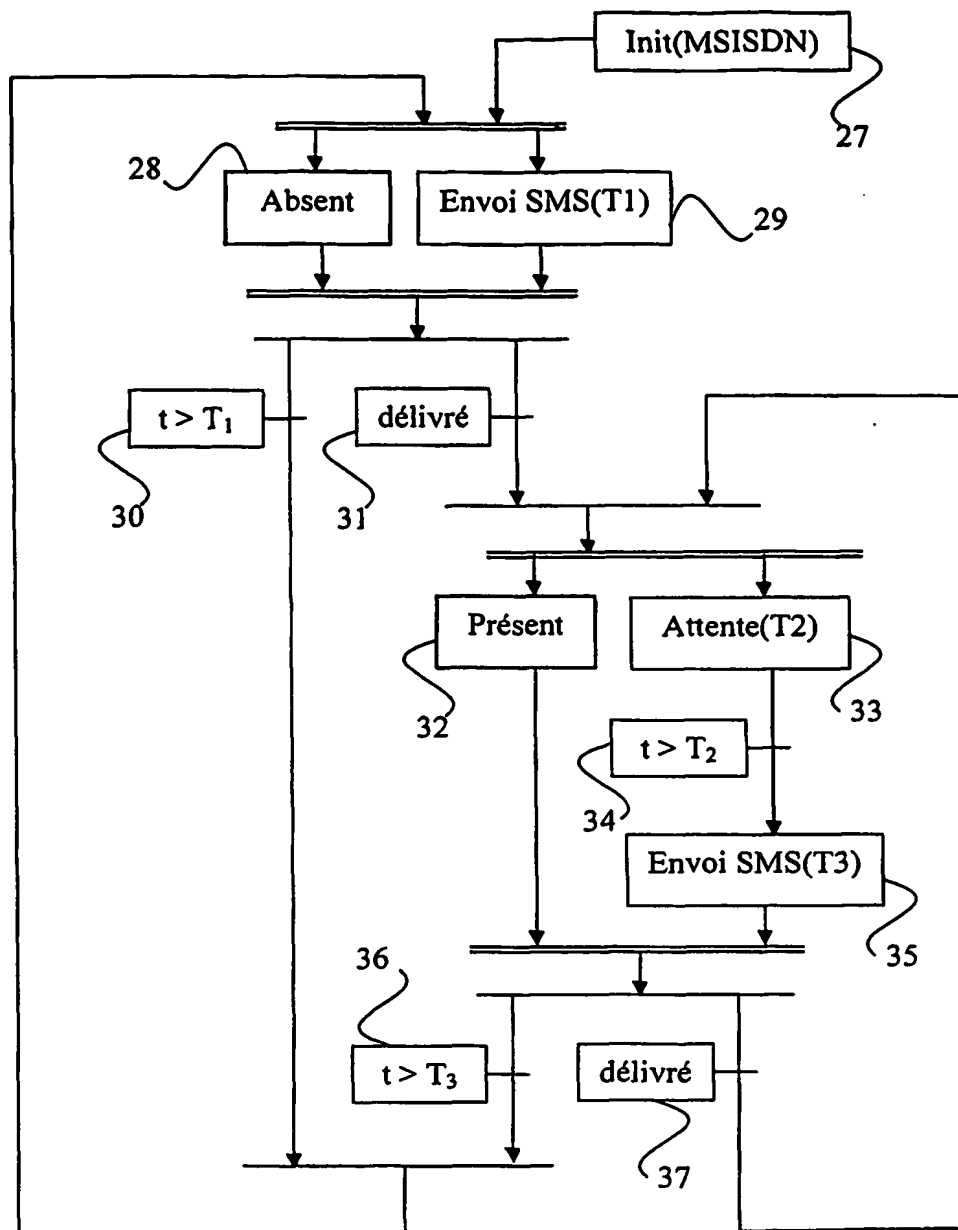 Init(MSISDN)
27
28
Absent
Envoi SMS(T1)
29
t > T₁
délivré
30
31
Présent
Attente(T2)
32
33
t > T₂
34
Envoi SMS(T3)
35
36
t > T₃
délivré
37